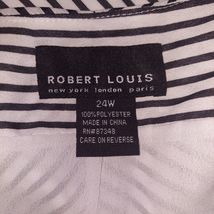 ROBERT LOUIS
new york london paris
24W
100% POLYESTER
MADE IN CHINA
RN#87348
CARE ON REVERSE